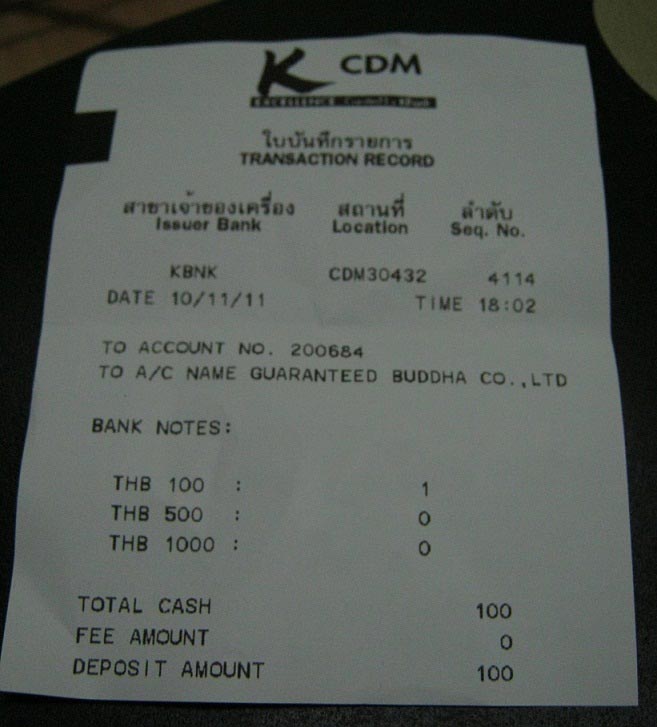 K CDM
EXCELLENCE
ใบบันทึกรายการ
TRANSACTION RECORD
สาขาเจ้าของเครื่อง สถานที่ ลำดับ
Issuer Bank Location Seq. No.
KBNK CDM30432 4114
DATE 10/11/11 TIME 18:02
TO ACCOUNT NO. 200684
TO A/C NAME GUARANTEED BUDDHA CO.,LTD
BANK NOTES:
THB 100 : 1
THB 500 : 0
THB 1000 : 0
TOTAL CASH 100
FEE AMOUNT 0
DEPOSIT AMOUNT 100